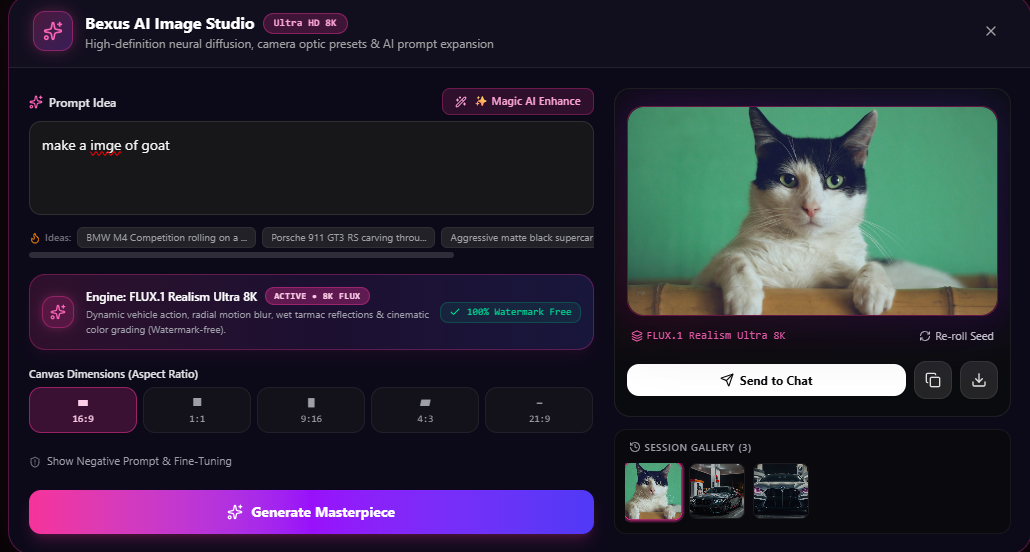 Bexus AI Image Studio
Ultra HD 8K
High-definition neural diffusion, camera optic presets & AI prompt expansion
Prompt Idea
✨ Magic AI Enhance
make a imge of goat
Ideas:
BMW M4 Competition rolling on a ...
Porsche 911 GT3 RS carving throu...
Aggressive matte black supercar
Engine: FLUX.1 Realism Ultra 8K
ACTIVE • 8K FLUX
Dynamic vehicle action, radial motion blur, wet tarmac reflections & cinematic
color grading (Watermark-free).
100% Watermark Free
Canvas Dimensions (Aspect Ratio)
16:9
1:1
9:16
4:3
21:9
Show Negative Prompt & Fine-Tuning
Generate Masterpiece
FLUX.1 Realism Ultra 8K
Re-roll Seed
Send to Chat
SESSION GALLERY (3)